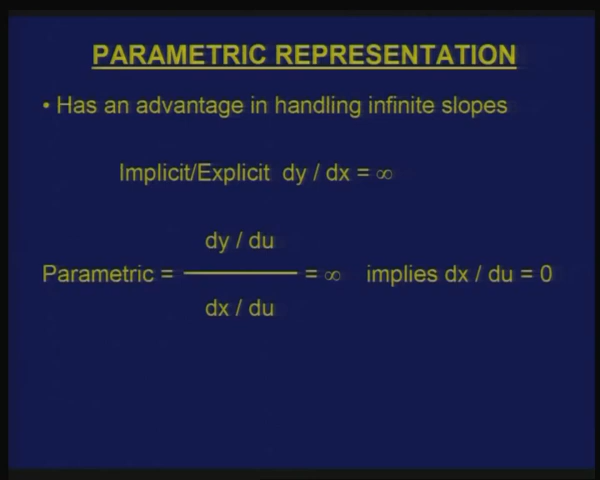 PARAMETRIC REPRESENTATION
• Has an advantage in handling infinite slopes
Implicit/Explicit dy / dx = ∞
dy / du
Parametric = = ∞ implies dx / du = 0
dx / du